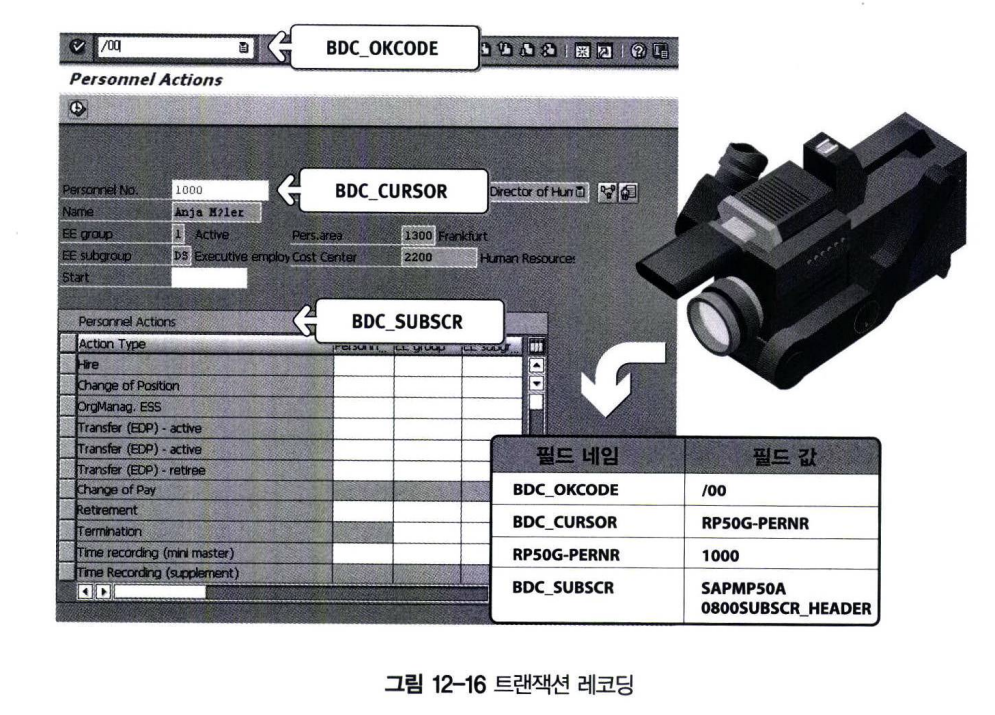 /00
BDC_OKCODE
Personnel Actions
Personnel No. 1000 BDC_CURSOR Director of Hum
Name Anja M?ler
EE group 1 Active Pers.area 1300 Frankfurt
EE subgroup DS Executive employ Cost Center 2200 Human Resources
Start
Personnel Actions BDC_SUBSCR
Action Type Personn... EE group EE subgr...
Hire
Change of Position
OrgManag. ESS
Transfer (EDP) - active
Transfer (EDP) - active
Transfer (EDP) - retiree
Change of Pay
Retirement
Termination
Time recording (mini master)
Time Recording (supplement)
필드 네임 필드 값
BDC_OKCODE /00
BDC_CURSOR RP50G-PERNR
RP50G-PERNR 1000
BDC_SUBSCR SAPMP50A
0800SUBSCR_HEADER
그림 12-16 트랜잭션 레코딩